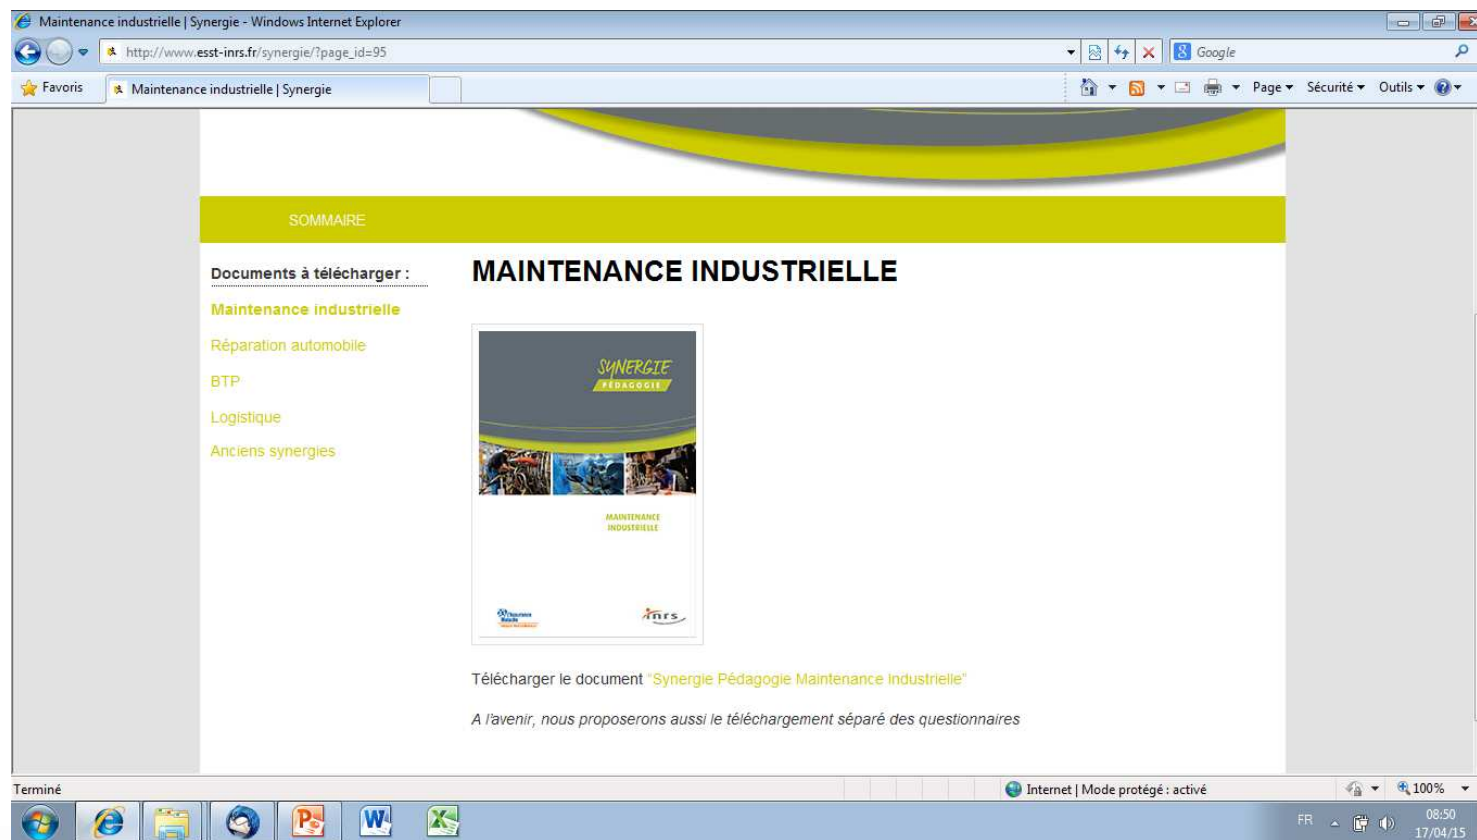 Maintenance industrielle | Synergie - Windows Internet Explorer
http://www.esst-inrs.fr/synergie/?page_id=95
Google
Favoris
Maintenance industrielle | Synergie
Page
Sécurité
Outils
SOMMAIRE
Documents à télécharger :
Maintenance industrielle
Réparation automobile
BTP
Logistique
Anciens synergies
MAINTENANCE INDUSTRIELLE
SYNERGIE
PÉDAGOGIE
MAINTENANCE
INDUSTRIELLE
l'Assurance
Maladie
inrs
Télécharger le document "Synergie Pédagogie Maintenance Industrielle"
A l'avenir, nous proposerons aussi le téléchargement séparé des questionnaires
Terminé
Internet | Mode protégé : activé
100%
FR
08:50
17/04/15